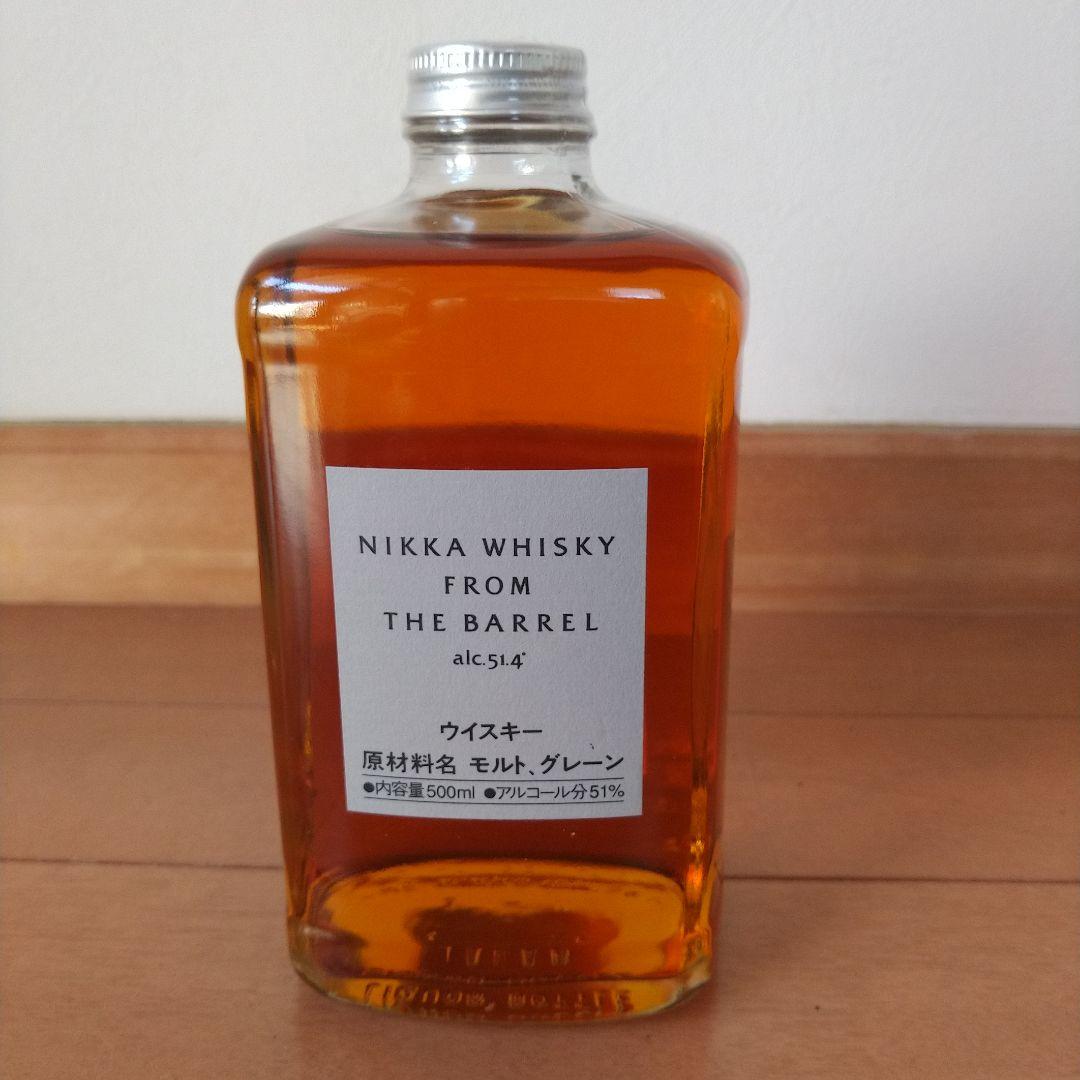 NIKKA WHISKY
FROM
THE BARREL
alc.51.4°
ウイスキー
原材料名 モルト、グレーン
●内容量500ml ●アルコール分51%